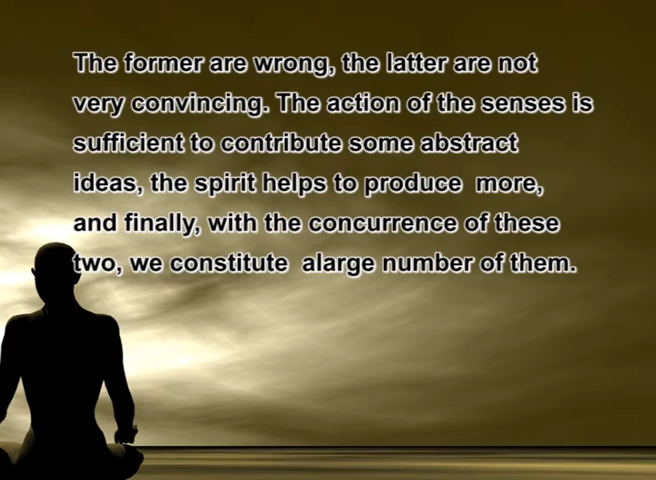 The former are wrong, the latter are not
very convincing. The action of the senses is
sufficient to contribute some abstract
ideas, the spirit helps to produce  more,
and finally, with the concurrence of these
two, we constitute  alarge number of them.